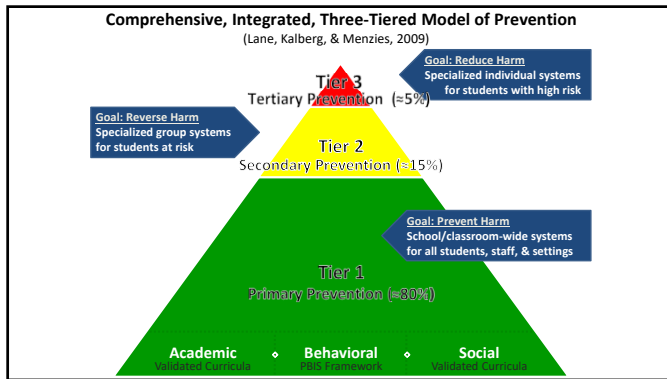 Comprehensive, Integrated, Three-Tiered Model of Prevention
(Lane, Kalberg, & Menzies, 2009)
Goal: Reduce Harm
Specialized individual systems
for students with high risk
Tier 3
Tertiary Prevention (≈5%)
Goal: Reverse Harm
Specialized group systems
for students at risk
Tier 2
Secondary Prevention (≈15%)
Goal: Prevent Harm
School/classroom-wide systems
for all students, staff, & settings
Tier 1
Primary Prevention (≈80%)
Academic ◇ Behavioral ◇ Social
Validated Curricula PBIS Framework Validated Curricula